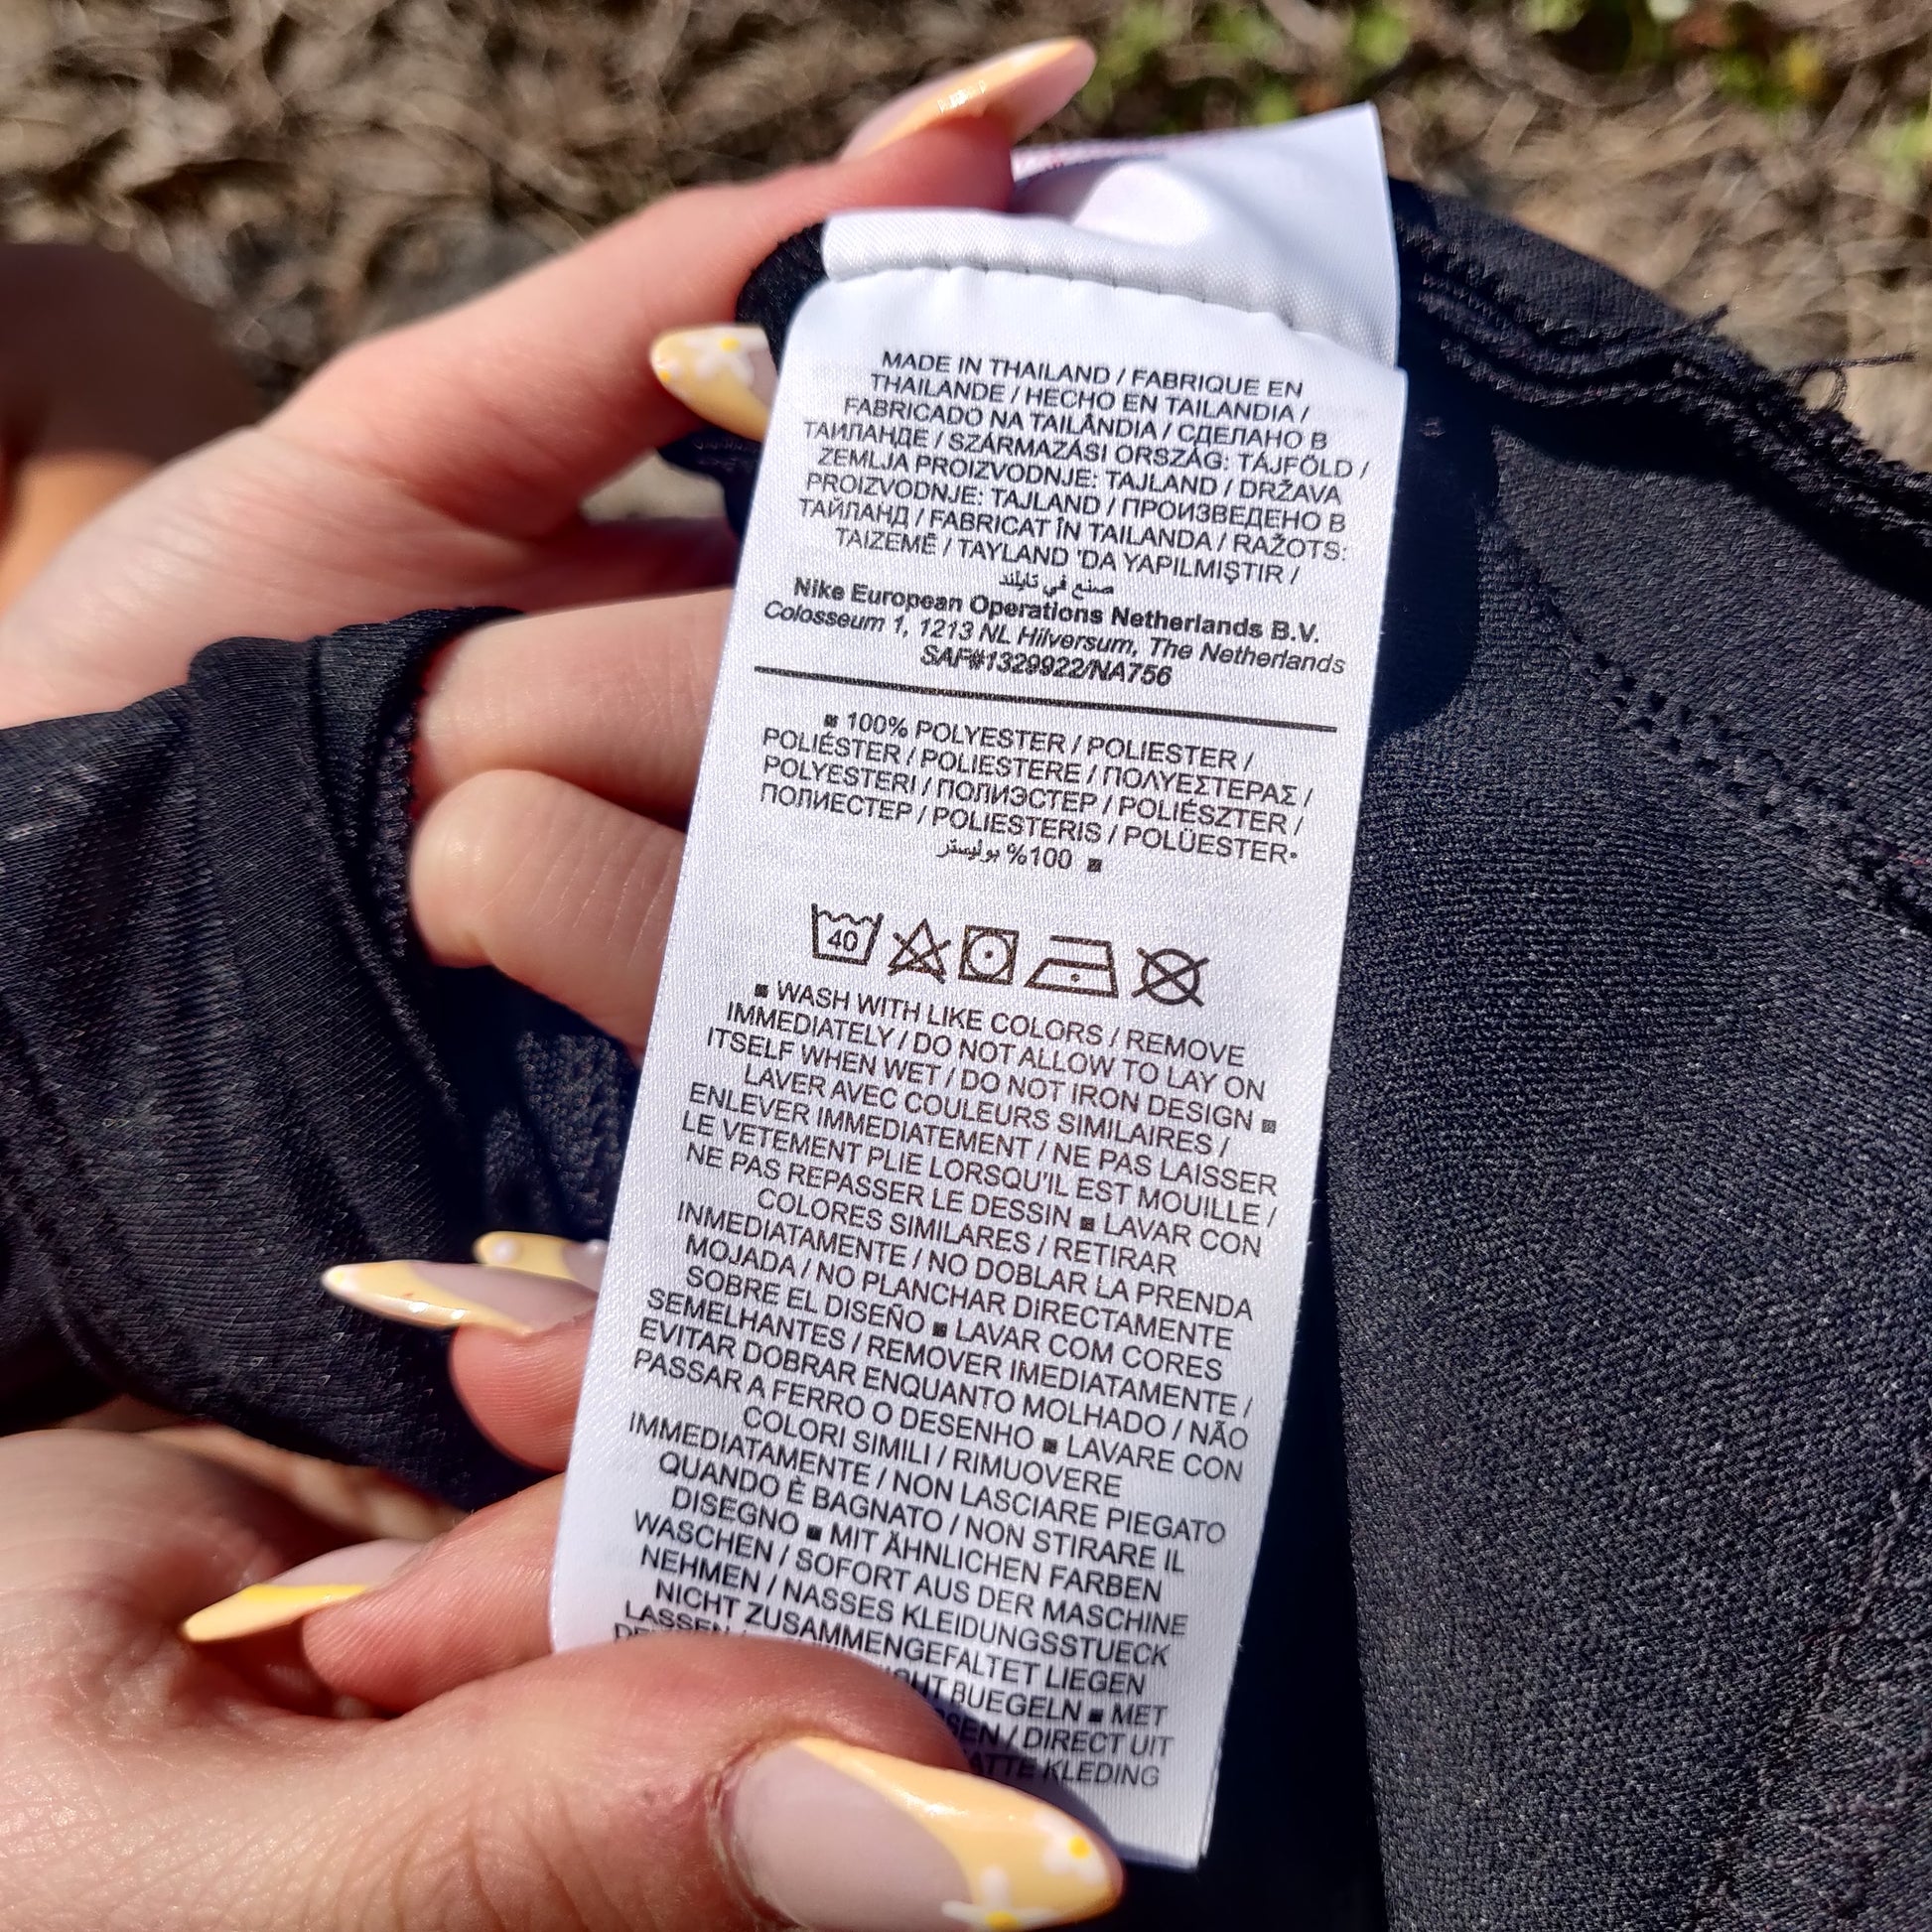 MADE IN THAILAND / FABRIQUE EN
THAILANDE / HECHO EN TAILANDIA /
FABRICADO NA TAILÂNDIA / СДЕЛАНО В
ТАИЛАНДЕ / SZÁRMAZÁSI ORSZÁG: TÁJFÖLD /
ZEMLJA PROIZVODNJE: TAJLAND / DRŽAVA
PROIZVODNJE: TAJLAND / ПРОИЗВЕДЕНО В
ТАЙЛАНД / FABRICAT ÎN TAILANDA / RAŽOTS:
TAIZEMĒ / TAYLAND 'DA YAPILMIŞTIR /
صنع في تايلند
Nike European Operations Netherlands B.V.
Colosseum 1, 1213 NL Hilversum, The Netherlands
SAF#1329922/NA756
▪ 100% POLYESTER / POLIESTER /
POLIÉSTER / POLIESTERE / ΠΟΛΥΕΣΤΕΡΑΣ /
POLYESTERI / ПОЛИЭСТЕР / POLIÉSZTER /
ПОЛИЕСТЕР / POLIESTERIS / POLÜESTER•
100% بوليستر ▪
40
▪ WASH WITH LIKE COLORS / REMOVE
IMMEDIATELY / DO NOT ALLOW TO LAY ON
ITSELF WHEN WET / DO NOT IRON DESIGN ▪
LAVER AVEC COULEURS SIMILAIRES /
ENLEVER IMMEDIATEMENT / NE PAS LAISSER
LE VETEMENT PLIE LORSQU'IL EST MOUILLE /
NE PAS REPASSER LE DESSIN ▪ LAVAR CON
COLORES SIMILARES / RETIRAR
INMEDIATAMENTE / NO DOBLAR LA PRENDA
MOJADA / NO PLANCHAR DIRECTAMENTE
SOBRE EL DISEÑO ▪ LAVAR COM CORES
SEMELHANTES / REMOVER IMEDIATAMENTE /
EVITAR DOBRAR ENQUANTO MOLHADO / NÃO
PASSAR A FERRO O DESENHO ▪ LAVARE CON
COLORI SIMILI / RIMUOVERE
IMMEDIATAMENTE / NON LASCIARE PIEGATO
QUANDO È BAGNATO / NON STIRARE IL
DISEGNO ▪ MIT ÄHNLICHEN FARBEN
WASCHEN / SOFORT AUS DER MASCHINE
NEHMEN / NASSES KLEIDUNGSSTUECK
NICHT ZUSAMMENGEFALTET LIEGEN
LASSEN /
BUEGELN ▪ MET
/ DIRECT UIT
KLEDING